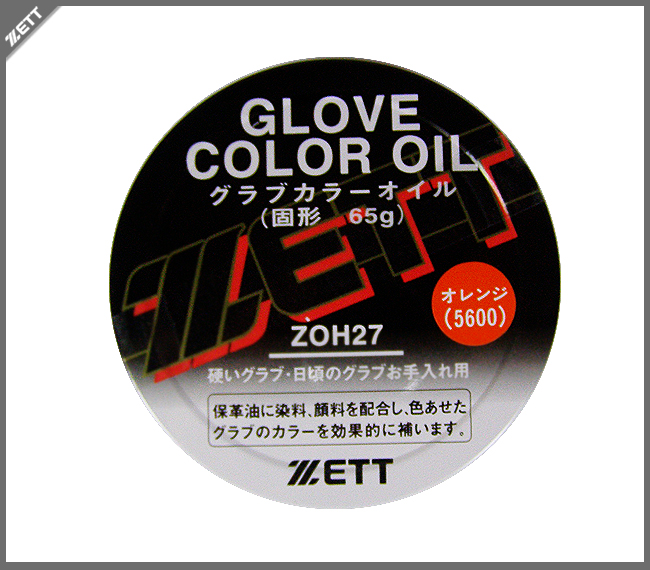 ZETT
GLOVE
COLOR OIL
グラブカラーオイル
(固形 65g)
ZETT
オレンジ
(5600)
ZOH27
硬いグラブ・日頃のグラブお手入れ用
保革油に染料、顔料を配合し、色あせた
グラブのカラーを効果的に補います。
ZETT